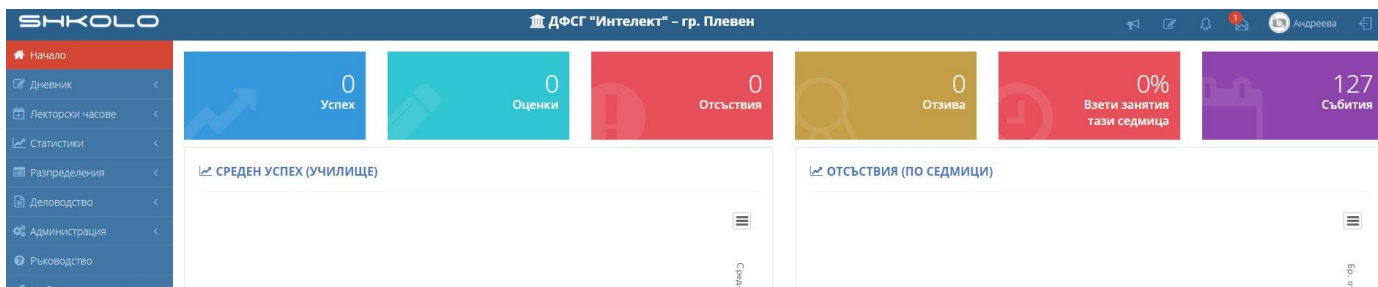 SHKOLO
ДФСГ "Интелект" – гр. Плевен
1
Андреева
Начало
Дневник
Лекторски часове
Статистики
Разпределения
Деловодство
Администрация
Ръководство
0
Успех
0
Оценки
0
Отсъствия
0
Отзива
0%
Взети занятия
тази седмица
127
Събития
СРЕДЕН УСПЕХ (УЧИЛИЩЕ)
ОТСЪСТВИЯ (ПО СЕДМИЦИ)